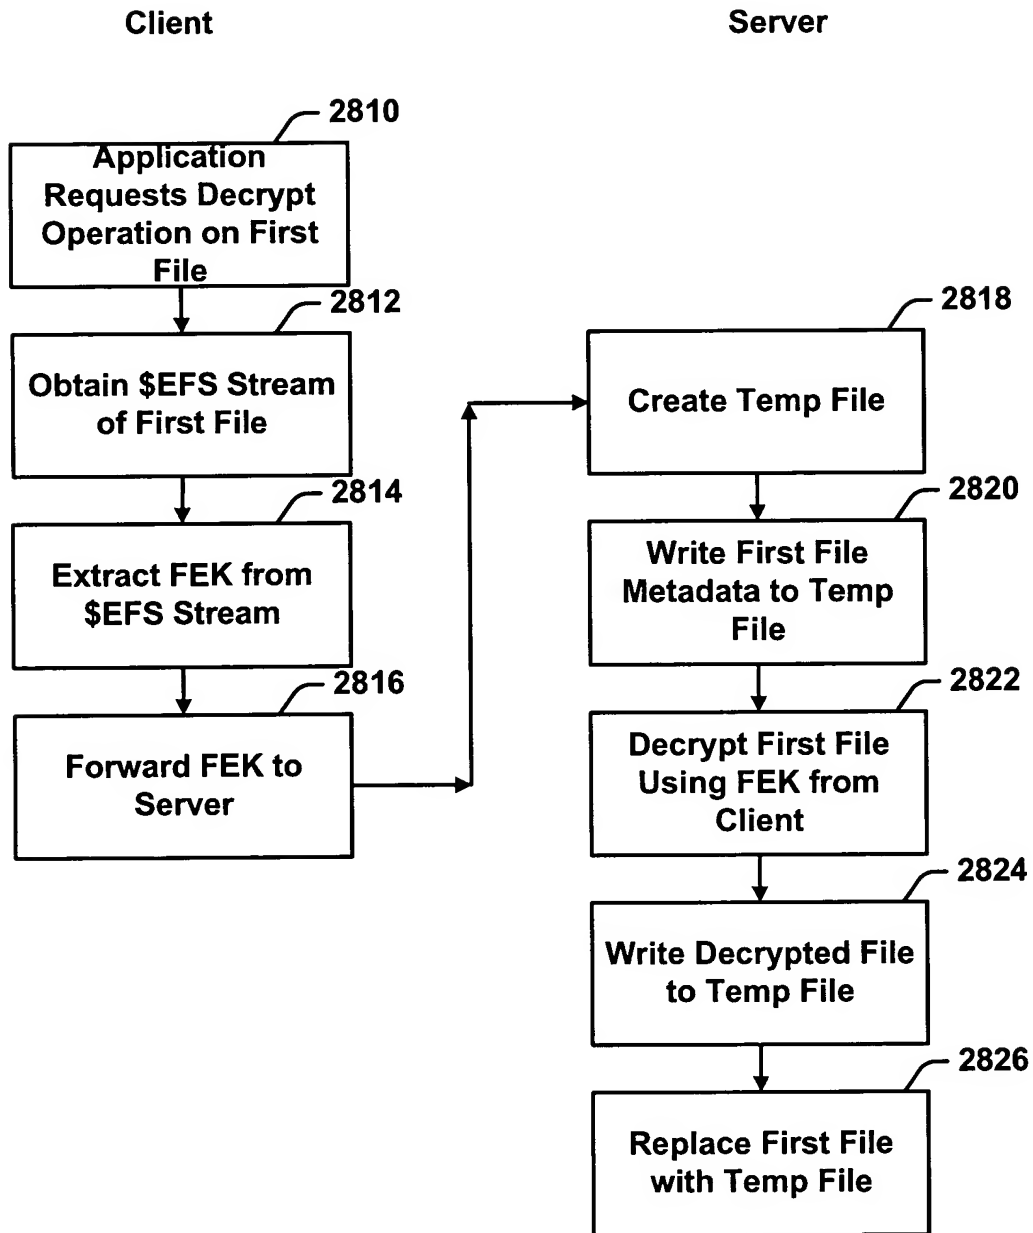 Client
Server
2810
Application
Requests Decrypt
Operation on First
File
2812
Obtain $EFS Stream
of First File
2814
Extract FEK from
$EFS Stream
2816
Forward FEK to
Server
2818
Create Temp File
2820
Write First File
Metadata to Temp
File
2822
Decrypt First File
Using FEK from
Client
2824
Write Decrypted File
to Temp File
2826
Replace First File
with Temp File